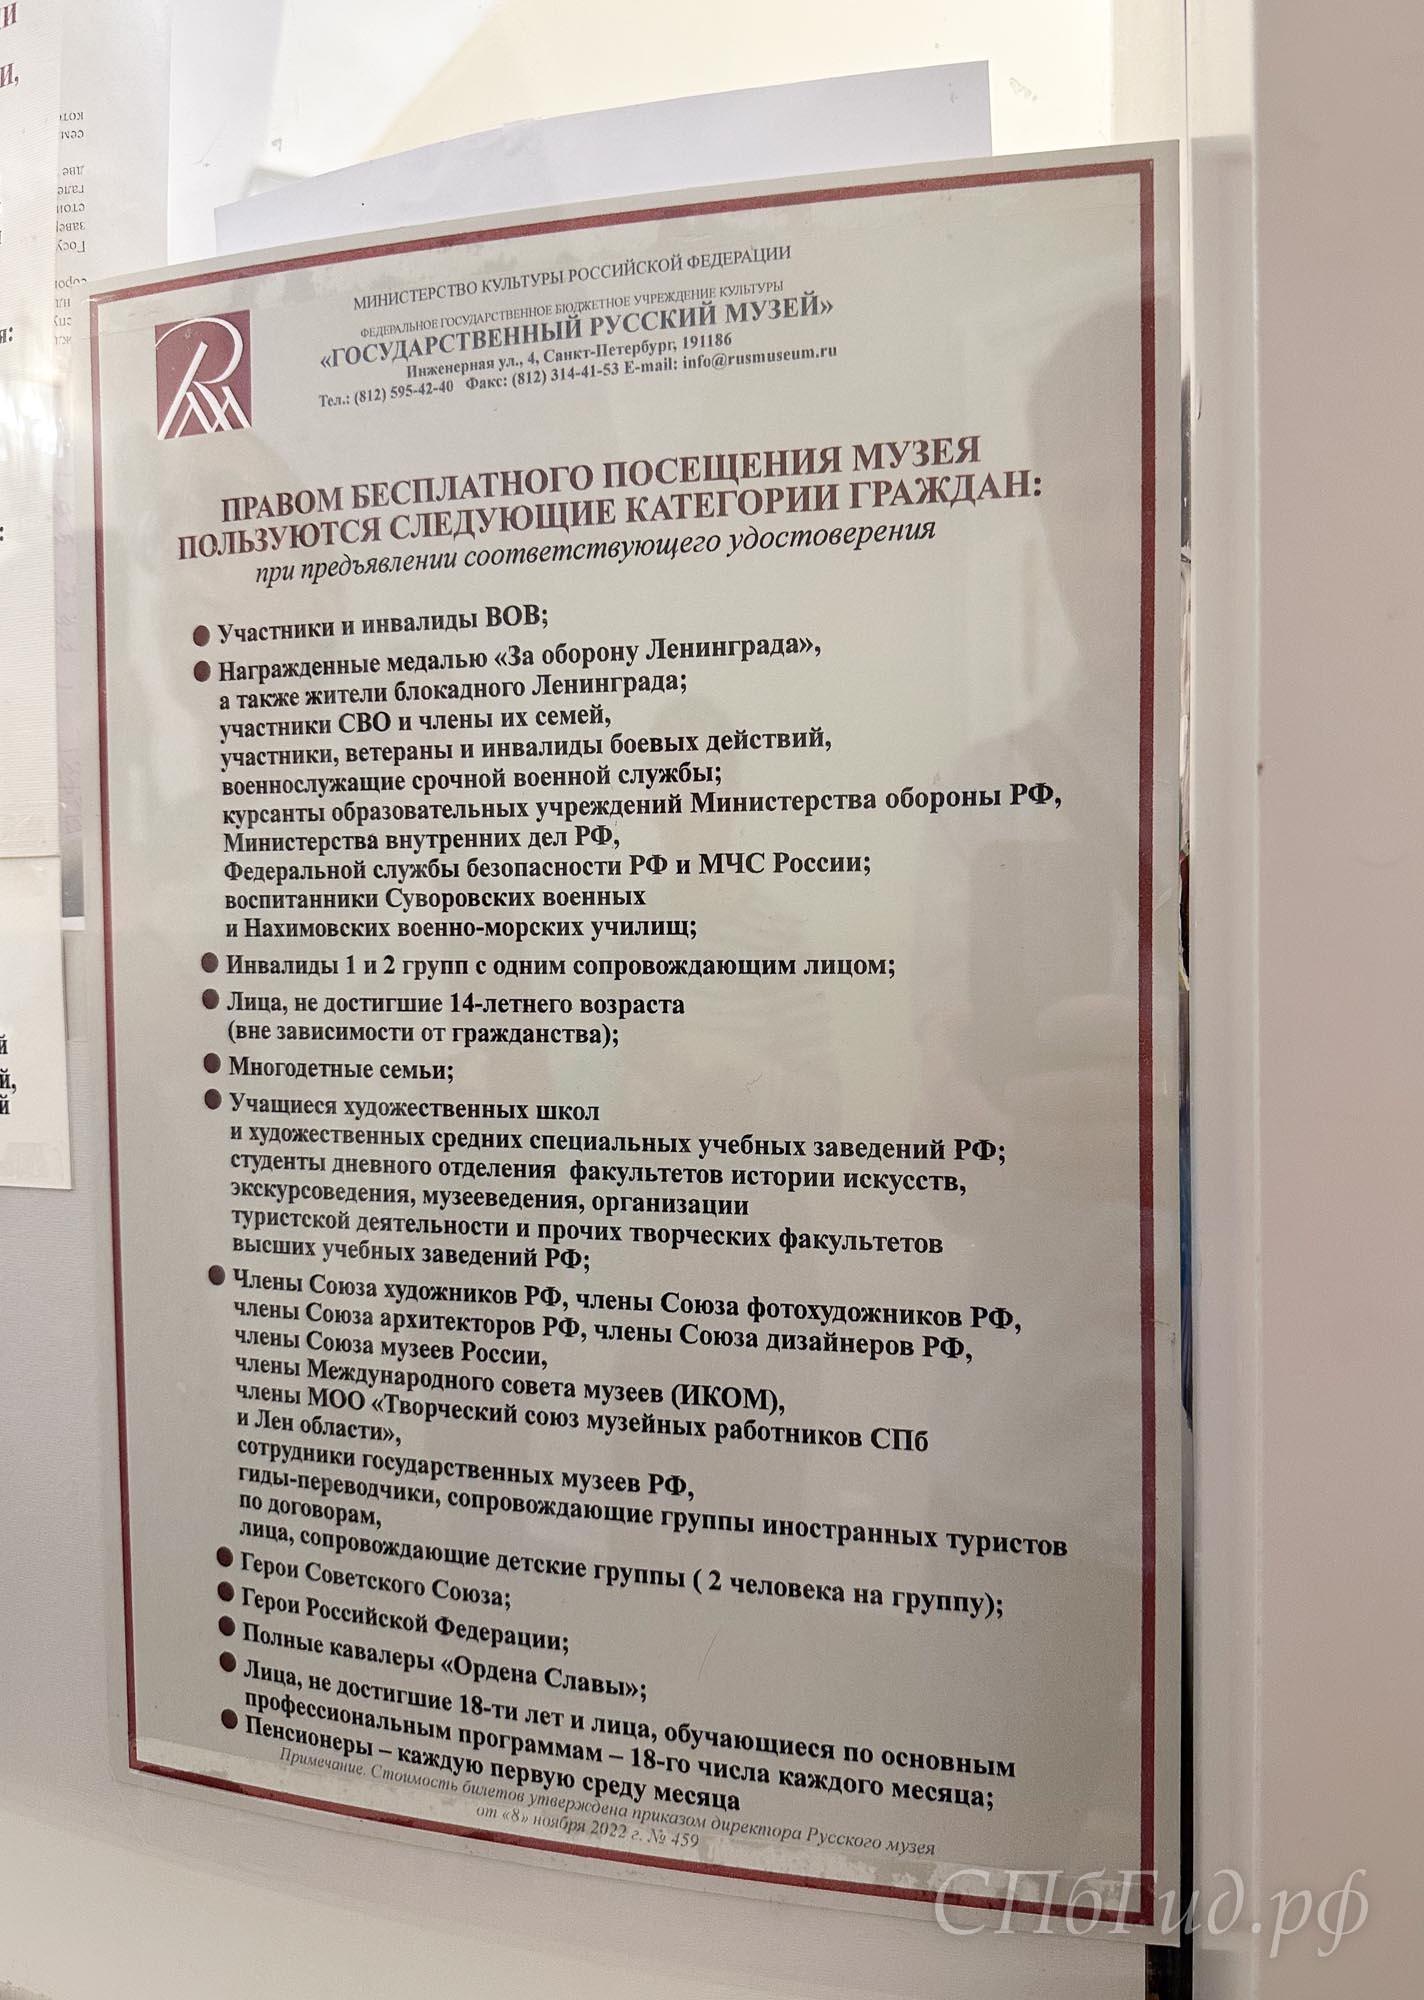 МИНИСТЕРСТВО КУЛЬТУРЫ РОССИЙСКОЙ ФЕДЕРАЦИИ
ФЕДЕРАЛЬНОЕ ГОСУДАРСТВЕННОЕ БЮДЖЕТНОЕ УЧРЕЖДЕНИЕ КУЛЬТУРЫ
«ГОСУДАРСТВЕННЫЙ РУССКИЙ МУЗЕЙ»
Инженерная ул., 4, Санкт-Петербург, 191186
Тел.: (812) 595-42-40 Факс: (812) 314-41-53 E-mail: info@rusmuseum.ru
ПРАВОМ БЕСПЛАТНОГО ПОСЕЩЕНИЯ МУЗЕЯ
ПОЛЬЗУЮТСЯ СЛЕДУЮЩИЕ КАТЕГОРИИ ГРАЖДАН:
при предъявлении соответствующего удостоверения
● Участники и инвалиды ВОВ;
● Награжденные медалью «За оборону Ленинграда»,
а также жители блокадного Ленинграда;
участники СВО и члены их семей,
участники, ветераны и инвалиды боевых действий,
военнослужащие срочной военной службы;
курсанты образовательных учреждений Министерства обороны РФ,
Министерства внутренних дел РФ,
Федеральной службы безопасности РФ и МЧС России;
воспитанники Суворовских военных
и Нахимовских военно-морских училищ;
● Инвалиды 1 и 2 групп с одним сопровождающим лицом;
● Лица, не достигшие 14-летнего возраста
(вне зависимости от гражданства);
● Многодетные семьи;
● Учащиеся художественных школ
и художественных средних специальных учебных заведений РФ;
студенты дневного отделения факультетов истории искусств,
экскурсоведения, музееведения, организации
туристской деятельности и прочих творческих факультетов
высших учебных заведений РФ;
● Члены Союза художников РФ, члены Союза фотохудожников РФ,
члены Союза архитекторов РФ, члены Союза дизайнеров РФ,
члены Союза музеев России,
члены Международного совета музеев (ИКОМ),
члены МОО «Творческий союз музейных работников СПб
и Лен области»,
сотрудники государственных музеев РФ,
гиды-переводчики, сопровождающие группы иностранных туристов
по договорам,
лица, сопровождающие детские группы ( 2 человека на группу);
● Герои Советского Союза;
● Герои Российской Федерации;
● Полные кавалеры «Ордена Славы»;
● Лица, не достигшие 18-ти лет и лица, обучающиеся по основным
профессиональным программам – 18-го числа каждого месяца;
● Пенсионеры – каждую первую среду месяца
Примечание. Стоимость билетов утверждена приказом директора Русского музея
от «8» ноября 2022 г. № 459
СПбГид.рф